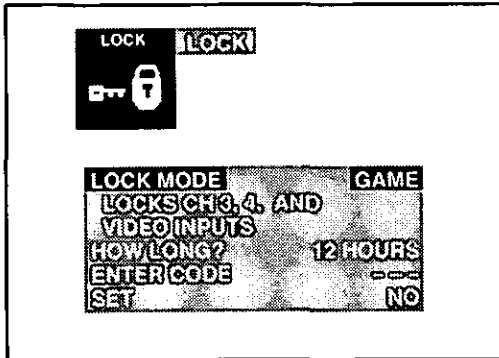 LOCK LOCK
LOCK MODE GAME
LOCKS CH 3, 4, AND
VIDEO INPUTS
HOW LONG? 12 HOURS
ENTER CODE ---
SET NO